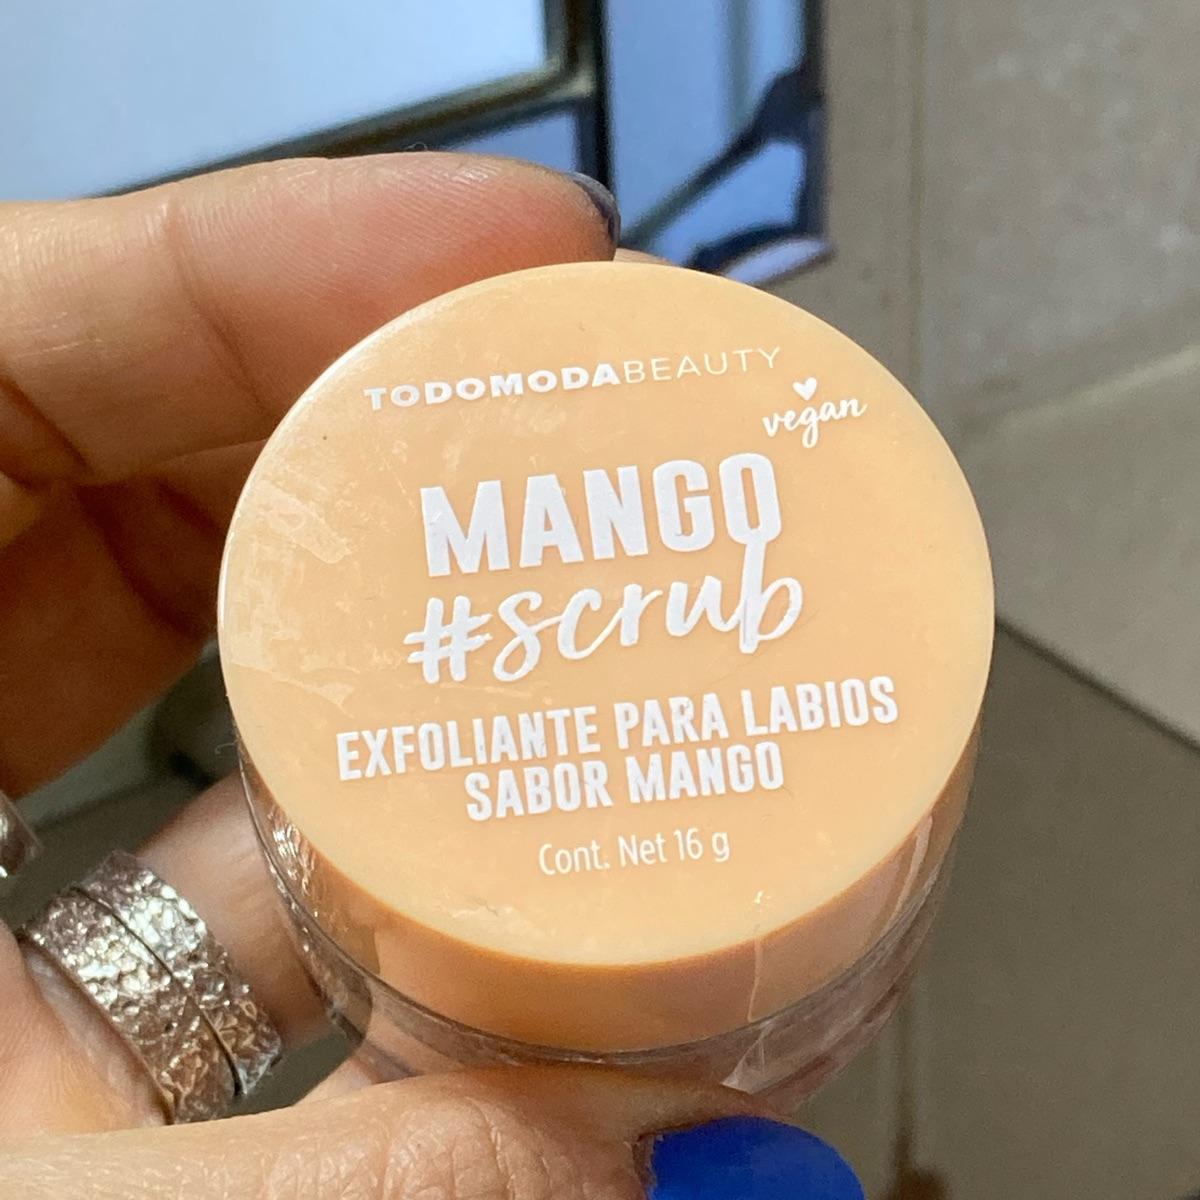 TODOMODABEAUTY
vegan
MANGO
#scrub
EXFOLIANTE PARA LABIOS
SABOR MANGO
Cont. Net 16 g